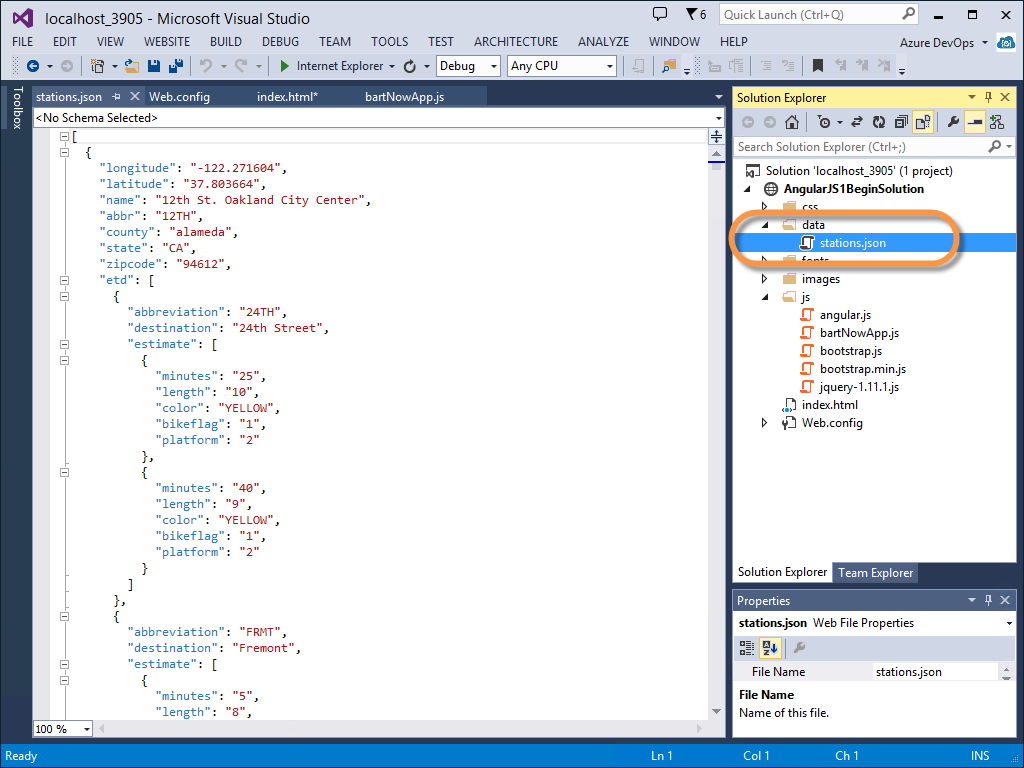 localhost_3905 - Microsoft Visual Studio
6
Quick Launch (Ctrl+Q)
FILE EDIT VIEW WEBSITE BUILD DEBUG TEAM TOOLS TEST ARCHITECTURE ANALYZE WINDOW HELP
Azure DevOps
Internet Explorer Debug Any CPU
Toolbox
stations.json Web.config index.html* bartNowApp.js
<No Schema Selected>
[
{
"longitude": "-122.271604",
"latitude": "37.803664",
"name": "12th St. Oakland City Center",
"abbr": "12TH",
"county": "alameda",
"state": "CA",
"zipcode": "94612",
"etd": [
{
"abbreviation": "24TH",
"destination": "24th Street",
"estimate": [
{
"minutes": "25",
"length": "10",
"color": "YELLOW",
"bikeflag": "1",
"platform": "2"
},
{
"minutes": "40",
"length": "9",
"color": "YELLOW",
"bikeflag": "1",
"platform": "2"
}
]
},
{
"abbreviation": "FRMT",
"destination": "Fremont",
"estimate": [
{
"minutes": "5",
"length": "8",
100 %
Solution Explorer
Search Solution Explorer (Ctrl+;)
Solution 'localhost_3905' (1 project)
AngularJS1BeginSolution
css
data
stations.json
fonts
images
js
angular.js
bartNowApp.js
bootstrap.js
bootstrap.min.js
jquery-1.11.1.js
index.html
Web.config
Solution Explorer Team Explorer
Properties
stations.json Web File Properties
File Name stations.json
File Name
Name of this file.
Ready Ln 1 Col 1 Ch 1 INS